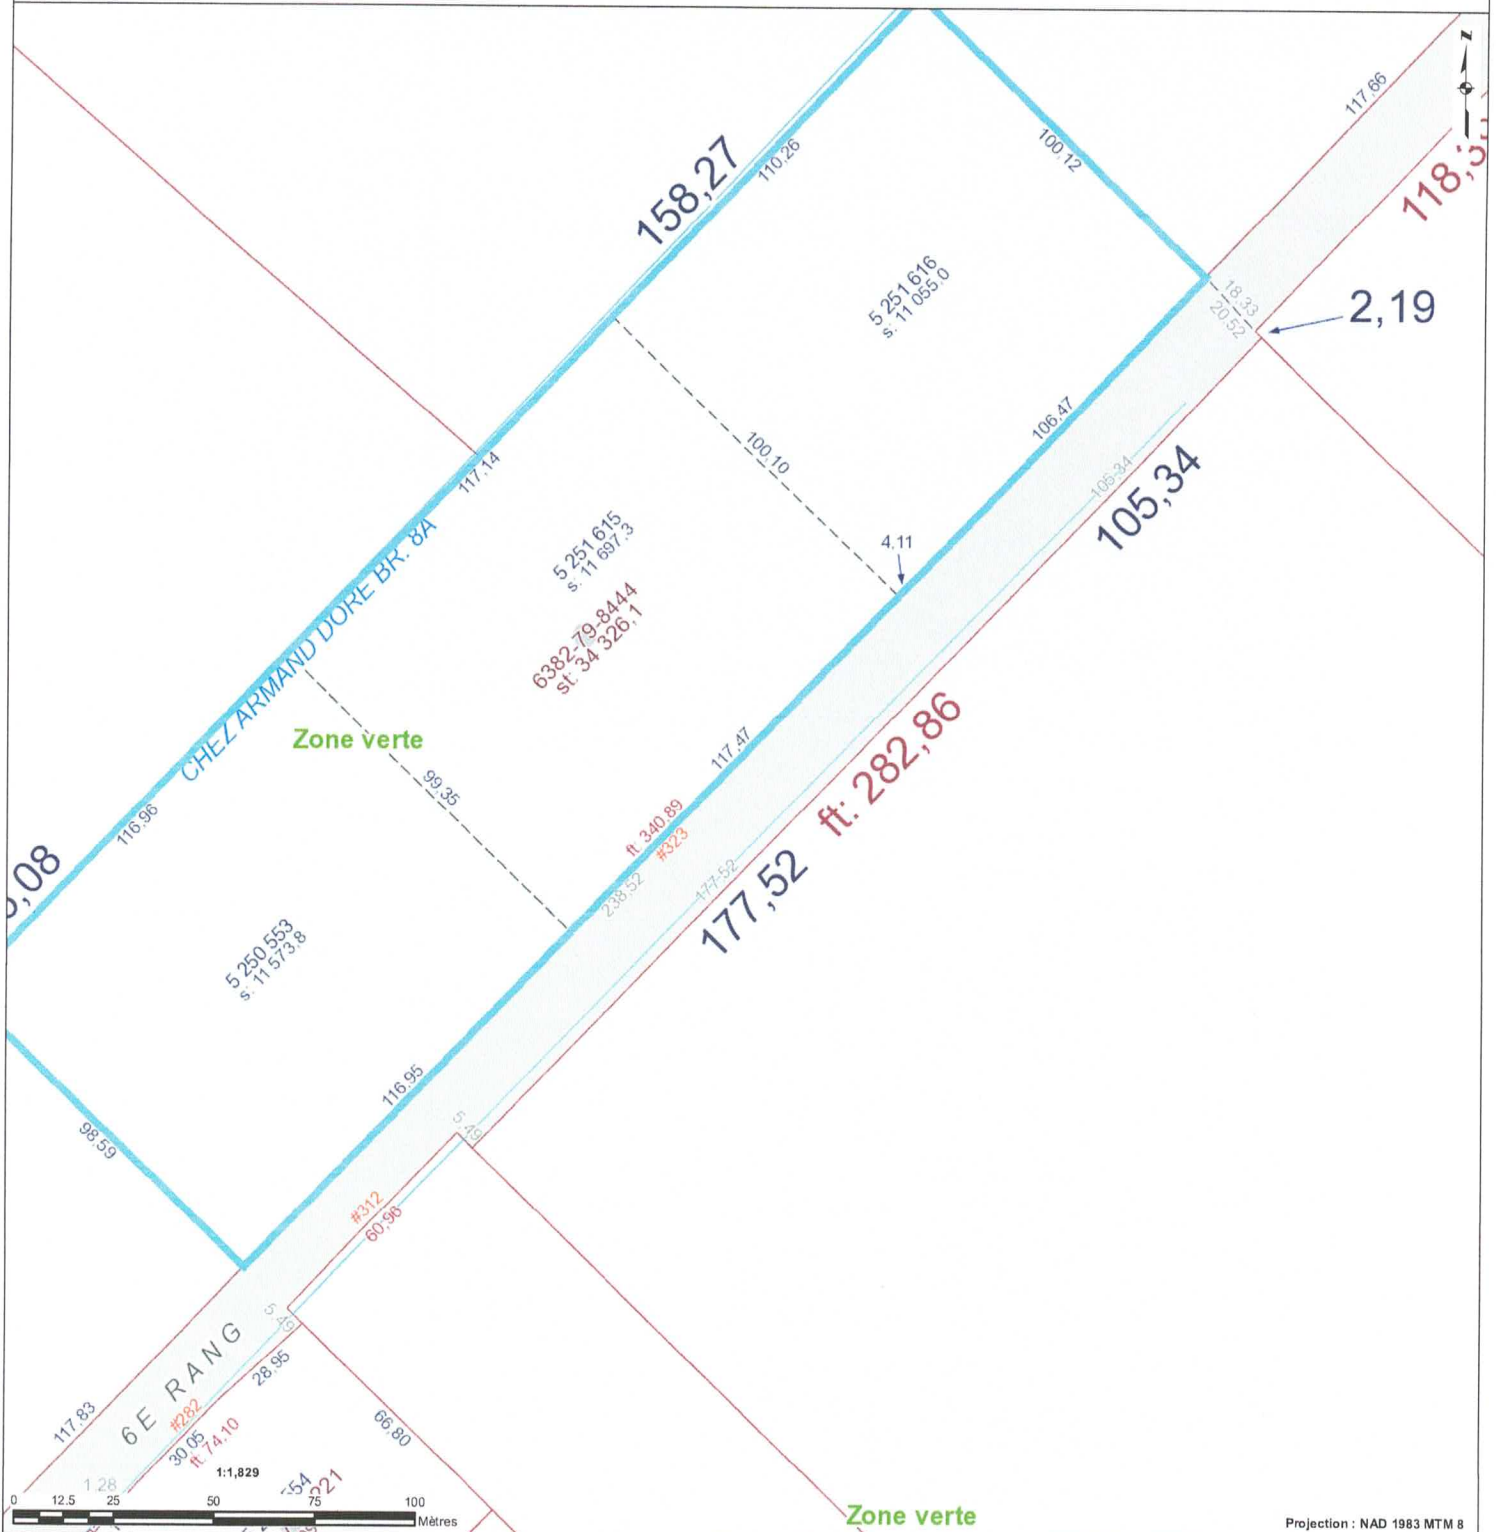 117,66
118,3
158,27
110,26
100,12
5 251 616
s: 11 055,0
18,33
20,52
2,19
106,47
100,10
117,14
105,34
105,34
4,11
5 251 615
s: 11 697,3
6382-79-8444
st: 34 326,1
CHEZ ARMAND DORE BR. 8A
Zone verte
99,35
117,47
ft: 340,89
#323
238,52
177,52
177,52
ft: 282,86
116,96
,08
5 250 553
s: 11 573,8
116,95
98,59
5,49
#312
60,96
5,49
6E RANG
28,95
117,83
#282
30,05
ft: 74,10
66,80
1,28
1:1,829
554
221
0 12.5 25 50 75 100
Mètres
Zone verte
Projection : NAD 1983 MTM 8